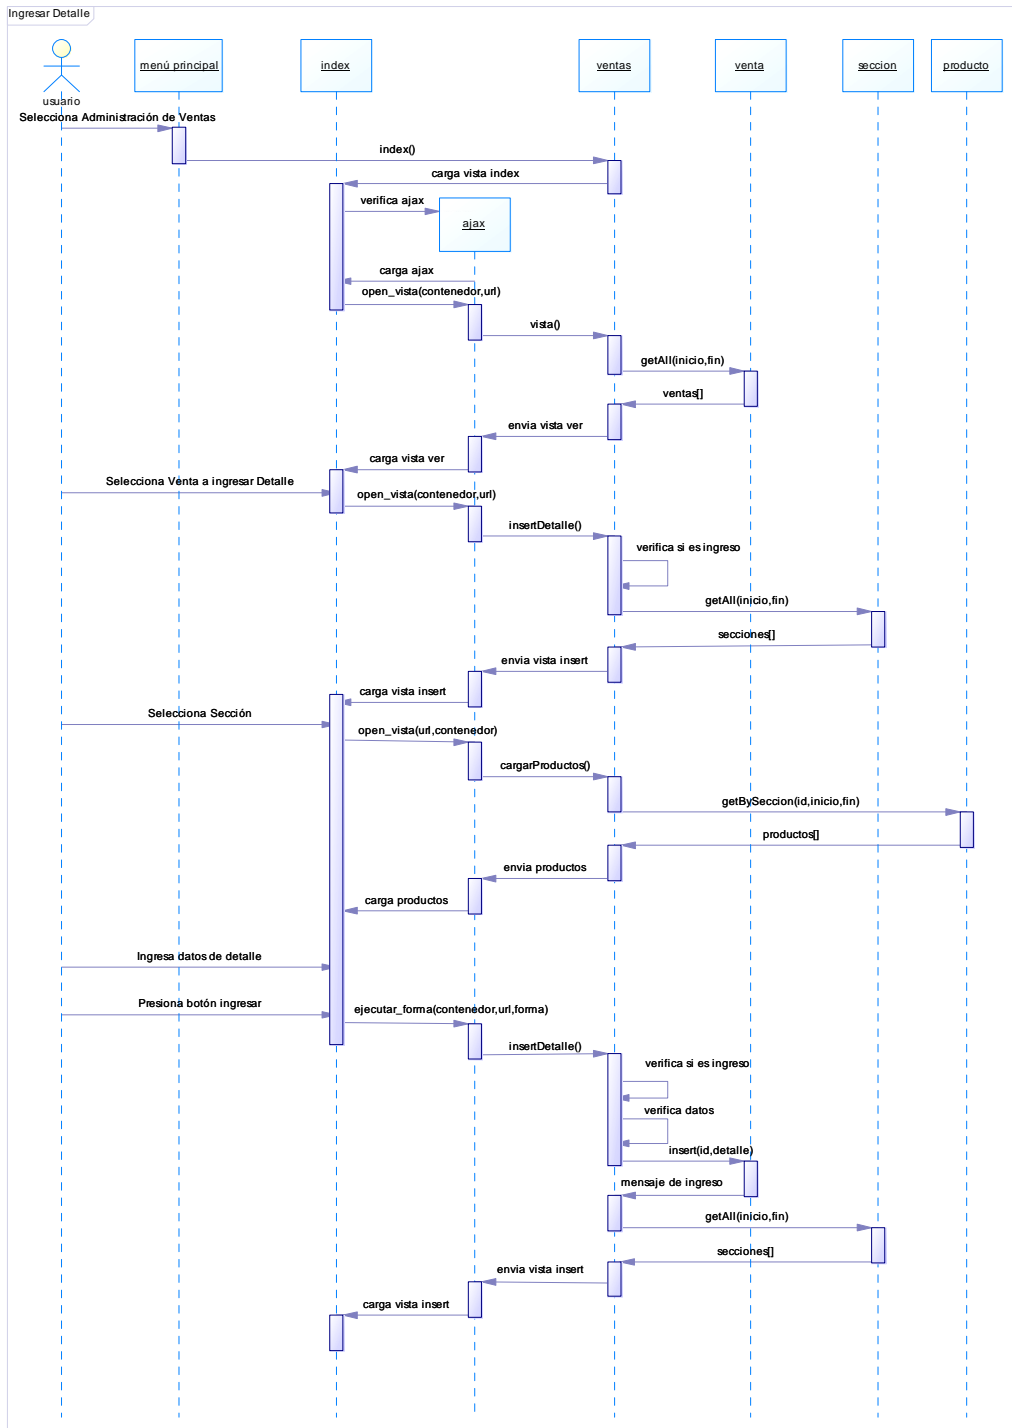 Ingresar Detalle
menú principal
index
ventas
venta
seccion
producto
usuario
Selecciona Administración de Ventas
index()
carga vista index
verifica ajax
ajax
carga ajax
open_vista(contenedor,url)
vista()
getAll(inicio,fin)
ventas[]
envia vista ver
carga vista ver
Selecciona Venta a ingresar Detalle
open_vista(contenedor,url)
insertDetalle()
verifica si es ingreso
getAll(inicio,fin)
secciones[]
envia vista insert
carga vista insert
Selecciona Sección
open_vista(url,contenedor)
cargarProductos()
getBySeccion(id,inicio,fin)
productos[]
envia productos
carga productos
Ingresa datos de detalle
Presiona botón ingresar
ejecutar_forma(contenedor,url,forma)
insertDetalle()
verifica si es ingreso
verifica datos
insert(id,detalle)
mensaje de ingreso
getAll(inicio,fin)
secciones[]
envia vista insert
carga vista insert